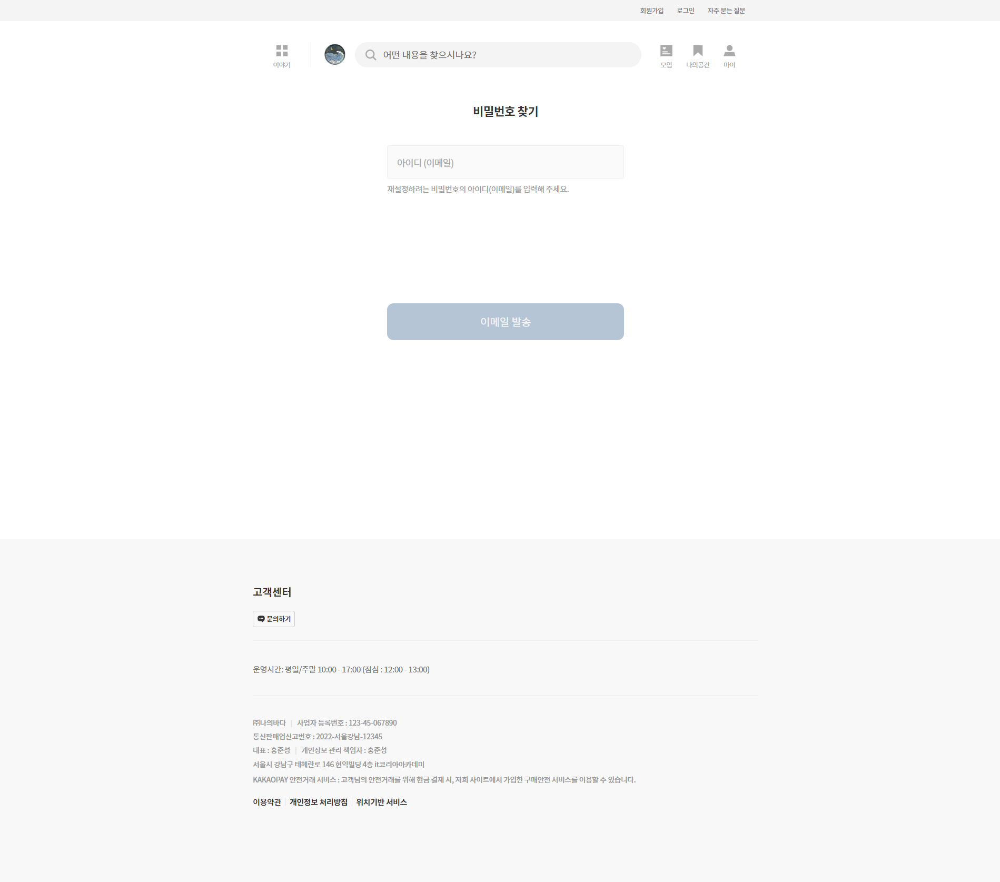 회원가입 로그인 자주 묻는 질문
이야기
어떤 내용을 찾으시나요?
모임 나의공간 마이
비밀번호 찾기
아이디 (이메일)
재설정하려는 비밀번호의 아이디(이메일)를 입력해 주세요.
이메일 발송
고객센터
문의하기
운영시간: 평일/주말 10:00 - 17:00 (점심 : 12:00 - 13:00)
㈜나의바다 | 사업자 등록번호 : 123-45-067890
통신판매업신고번호 : 2022-서울강남-12345
대표 : 홍준성 | 개인정보 관리 책임자 : 홍준성
서울시 강남구 테헤란로 146 현익빌딩 4층 it코리아아카데미
KAKAOPAY 안전거래 서비스 : 고객님의 안전거래를 위해 현금 결제 시, 저희 사이트에서 가입한 구매안전 서비스를 이용할 수 있습니다.
이용약관 | 개인정보 처리방침 | 위치기반 서비스